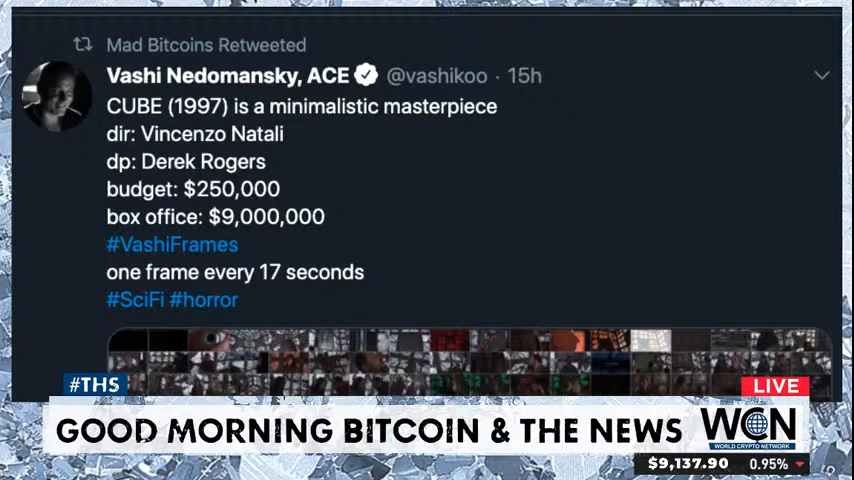 Mad Bitcoins Retweeted
Vashi Nedomansky, ACE @vashikoo · 15h
CUBE (1997) is a minimalistic masterpiece
dir: Vincenzo Natali
dp: Derek Rogers
budget: $250,000
box office: $9,000,000
#VashiFrames
one frame every 17 seconds
#SciFi #horror
#THS
LIVE
GOOD MORNING BITCOIN & THE NEWS
WCN
WORLD CRYPTO NETWORK
$9,137.90 0.95%